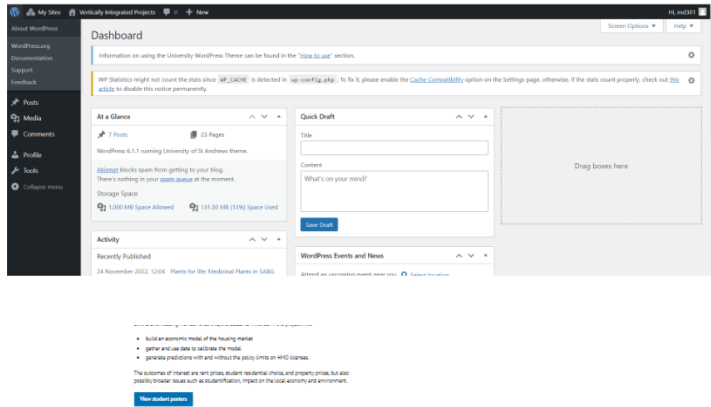 My Sites Vertically Integrated Projects 0 + New Hi, md301
About WordPress
WordPress.org
Documentation
Support
Feedback
Posts
Media
Comments
Profile
Tools
Collapse menu
Screen Options ▼ Help ▼
Dashboard
Information on using the University WordPress Theme can be found in the "How to use" section.
WP Statistics might not count the stats since WP_CACHE is detected in wp-config.php, To fix it, please enable the Cache Compatibility option on the Settings page, otherwise, if the stats count properly, check out this
article to disable this notice permanently.
At a Glance
7 Posts 23 Pages
WordPress 6.1.1 running University of St Andrews theme.
Akismet blocks spam from getting to your blog.
There's nothing in your spam queue at the moment.
Storage Space
1,000 MB Space Allowed 131.50 MB (13%) Space Used
Activity
Recently Published
24 November 2022, 12:04 Plants for life: Medicinal Plants in SABG
Quick Draft
Title
Content
What's on your mind?
Save Draft
WordPress Events and News
Attend an upcoming event near you. Select location
Drag boxes here
build an economic model of the housing market
gather and use data to calibrate the model
generate predictions with and without the policy limits on HMO licenses.
The outcomes of interest are rent prices, student residential choice, and property prices, but also
possibly broader issues such as studentification, impact on the local economy and environment.
View student posters